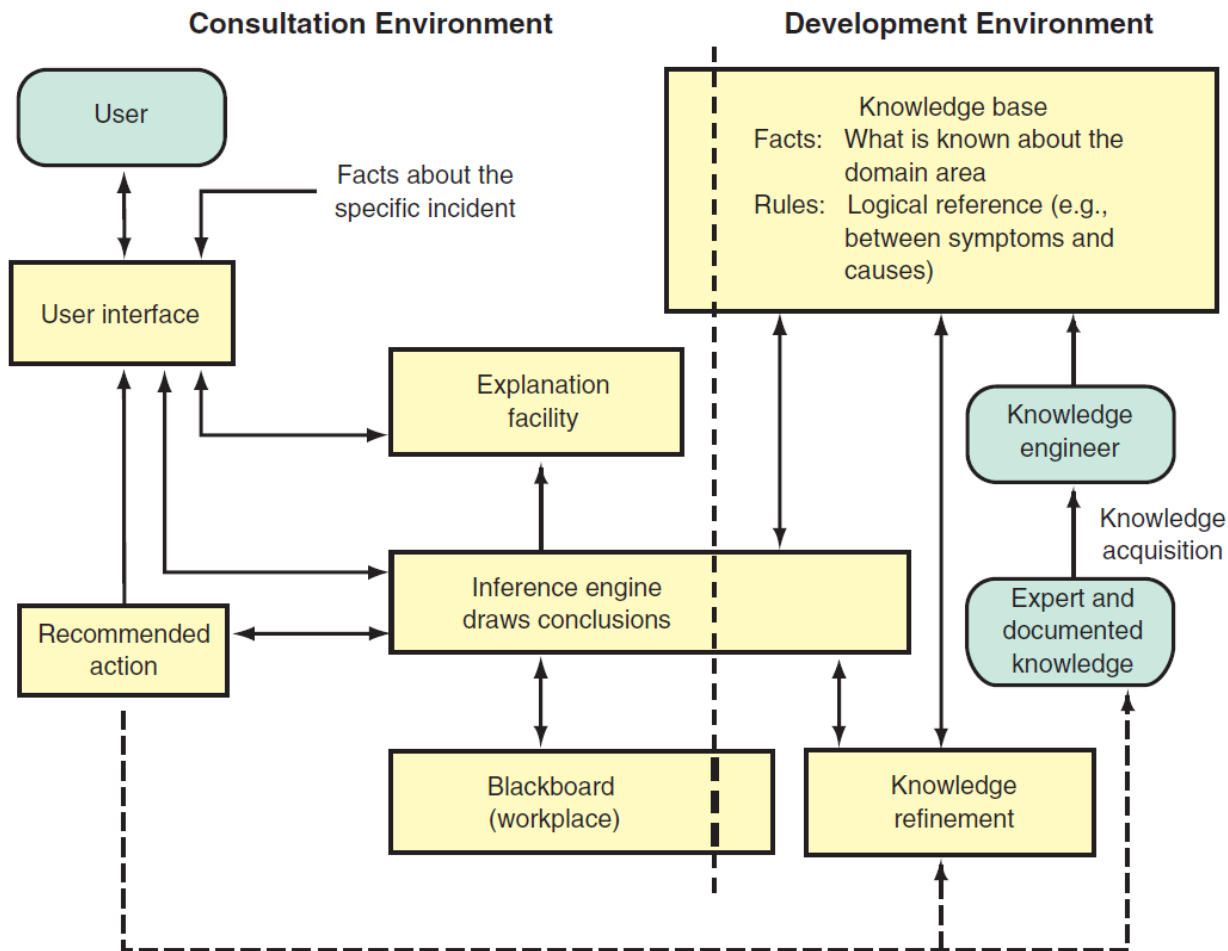 Consultation Environment
Development Environment
User
Facts about the
specific incident
User interface
Knowledge base
Facts: What is known about the
domain area
Rules: Logical reference (e.g.,
between symptoms and
causes)
Explanation
facility
Knowledge
engineer
Knowledge
acquisition
Inference engine
draws conclusions
Expert and
documented
knowledge
Recommended
action
Blackboard
(workplace)
Knowledge
refinement